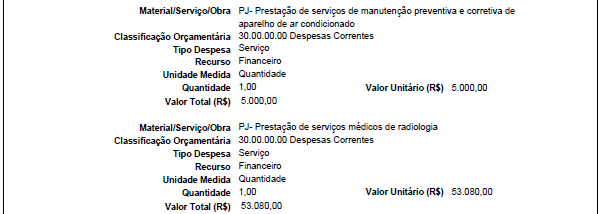 Material/Serviço/Obra PJ- Prestação de serviços de manutenção preventiva e corretiva de
aparelho de ar condicionado
Classificação Orçamentária 30.00.00.00 Despesas Correntes
Tipo Despesa Serviço
Recurso Financeiro
Unidade Medida Quantidade
Quantidade 1,00 Valor Unitário (R$) 5.000,00
Valor Total (R$) 5.000,00
Material/Serviço/Obra PJ- Prestação de serviços médicos de radiologia
Classificação Orçamentária 30.00.00.00 Despesas Correntes
Tipo Despesa Serviço
Recurso Financeiro
Unidade Medida Quantidade
Quantidade 1,00 Valor Unitário (R$) 53.080,00
Valor Total (R$) 53.080,00